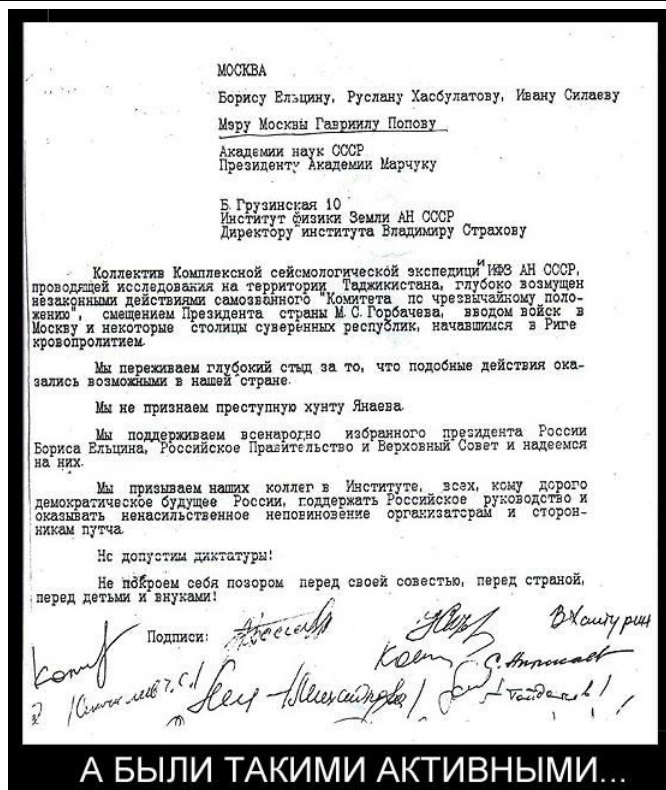 МОСКВА
Борису Ельцину, Руслану Хасбулатову, Ивану Силаеву
Мэру Москвы Гавриилу Попову
Академии наук СССР
Президенту Академии Марчуку
Б. Грузинская 10
Институт физики Земли АН СССР
Директору института Владимиру Страхову
Коллектив Комплексной сейсмологической экспедиции ИФЗ АН СССР,
проводящей исследования на территории Таджикистана, глубоко возмущен
незаконными действиями самозванного "Комитета по чрезвычайному поло-
жению", смещением Президента страны М.С.Горбачева, вводом войск в
Москву и некоторые столицы суверенных республик, начавшимся в Риге
кровопролитием.
Мы переживаем глубокий стыд за то, что подобные действия ока-
зались возможными в нашей стране.
Мы не признаем преступную хунту Янаева.
Мы поддерживаем всенародно избранного президента России
Бориса Ельцина, Российское Правительство и Верховный Совет и надеемся
на них.
Мы призываем наших коллег в Институте, всех, кому дорого
демократическое будущее России, поддержать Российское руководство и
оказывать ненасильственное неповиновение организаторам и сторон-
никам путча.
Не допустим диктатуры!
Не покроем себя позором перед своей совестью, перед страной,
перед детьми и внуками!
Подписи:
А БЫЛИ ТАКИМИ АКТИВНЫМИ...